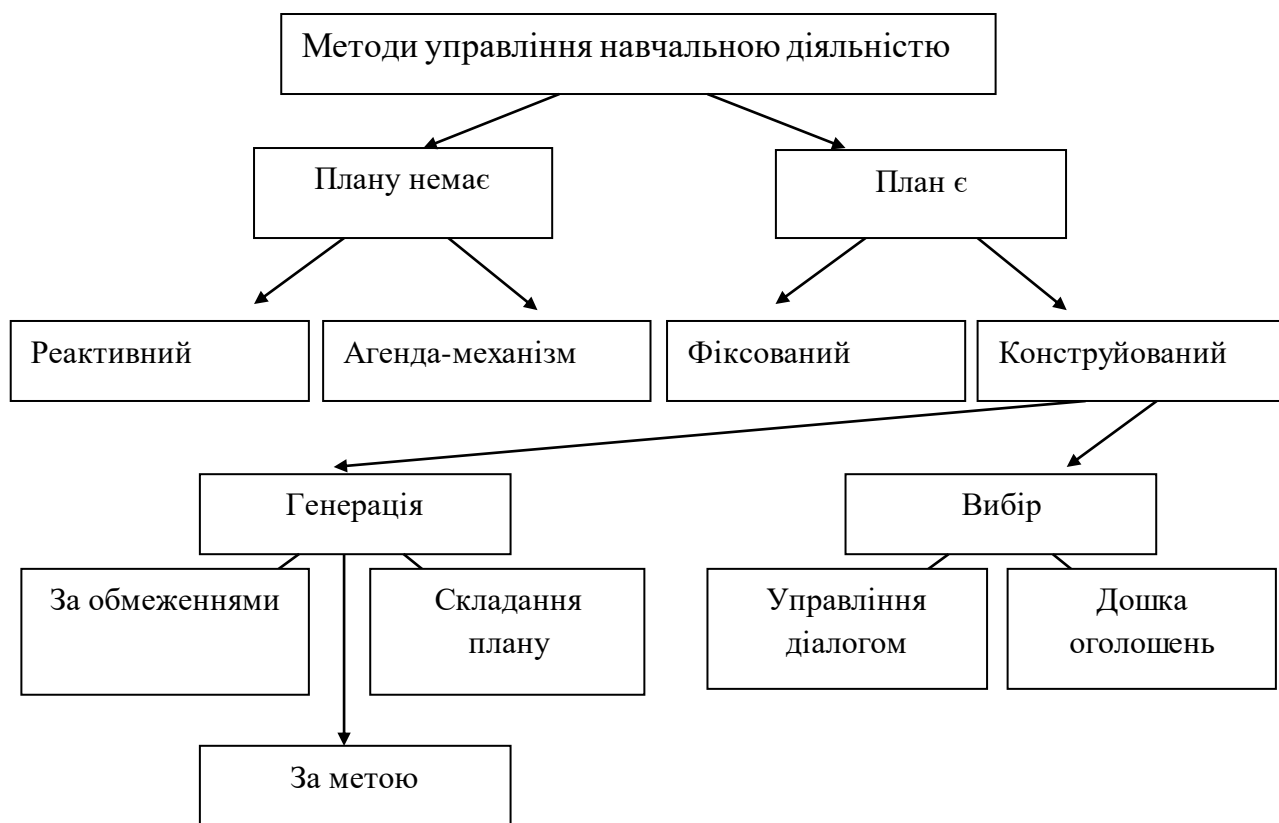 Методи управління навчальною діяльністю
Плану немає
План є
Реактивний
Агенда-механізм
Фіксований
Конструйований
Генерація
Вибір
За обмеженнями
Складання
плану
Управління
діалогом
Дошка
оголошень
За метою